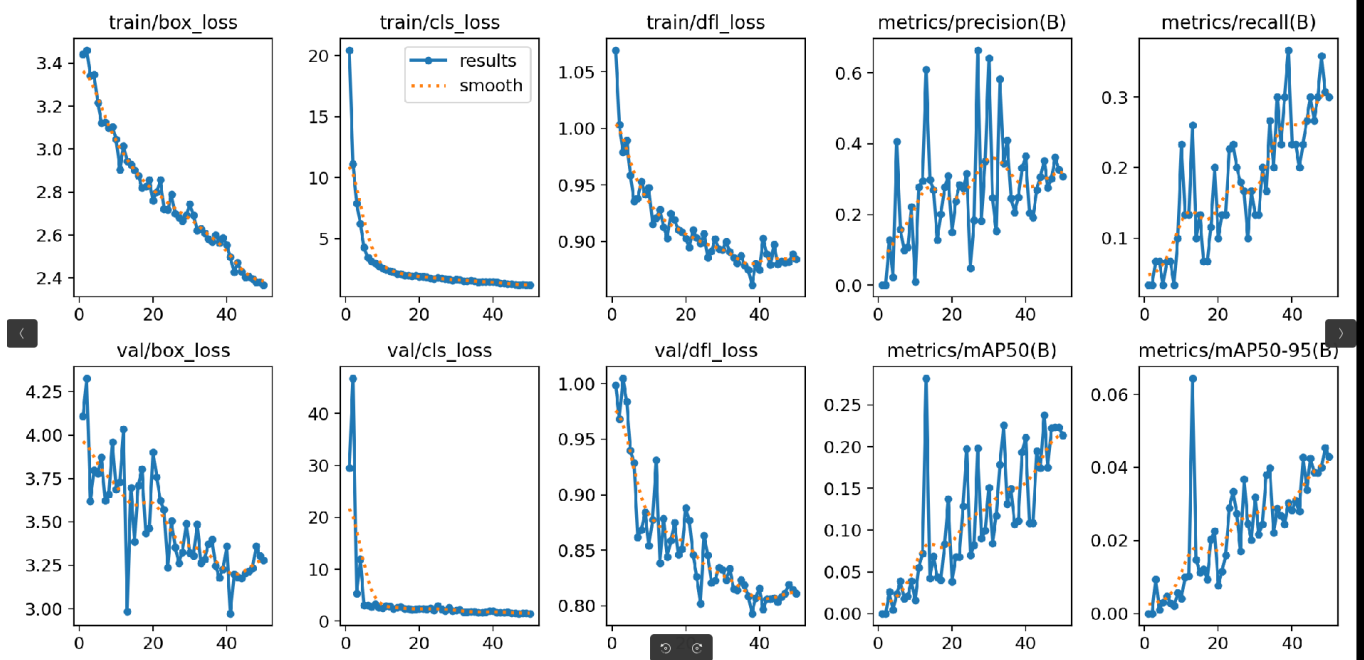 train/box_loss
train/cls_loss
train/dfl_loss
metrics/precision(B)
metrics/recall(B)
3.4
3.2
3.0
2.8
2.6
2.4
0 20 40
20
15
10
5
0 20 40
results
smooth
1.05
1.00
0.95
0.90
0 20 40
0.6
0.4
0.2
0.0
0 20 40
0.3
0.2
0.1
0 20 40
val/box_loss
val/cls_loss
val/dfl_loss
metrics/mAP50(B)
metrics/mAP50-95(B)
4.25
4.00
3.75
3.50
3.25
3.00
0 20 40
40
30
20
10
0
0 20 40
1.00
0.95
0.90
0.85
0.80
0 20 40
0.25
0.20
0.15
0.10
0.05
0.00
0 20 40
0.06
0.04
0.02
0.00
0 20 40